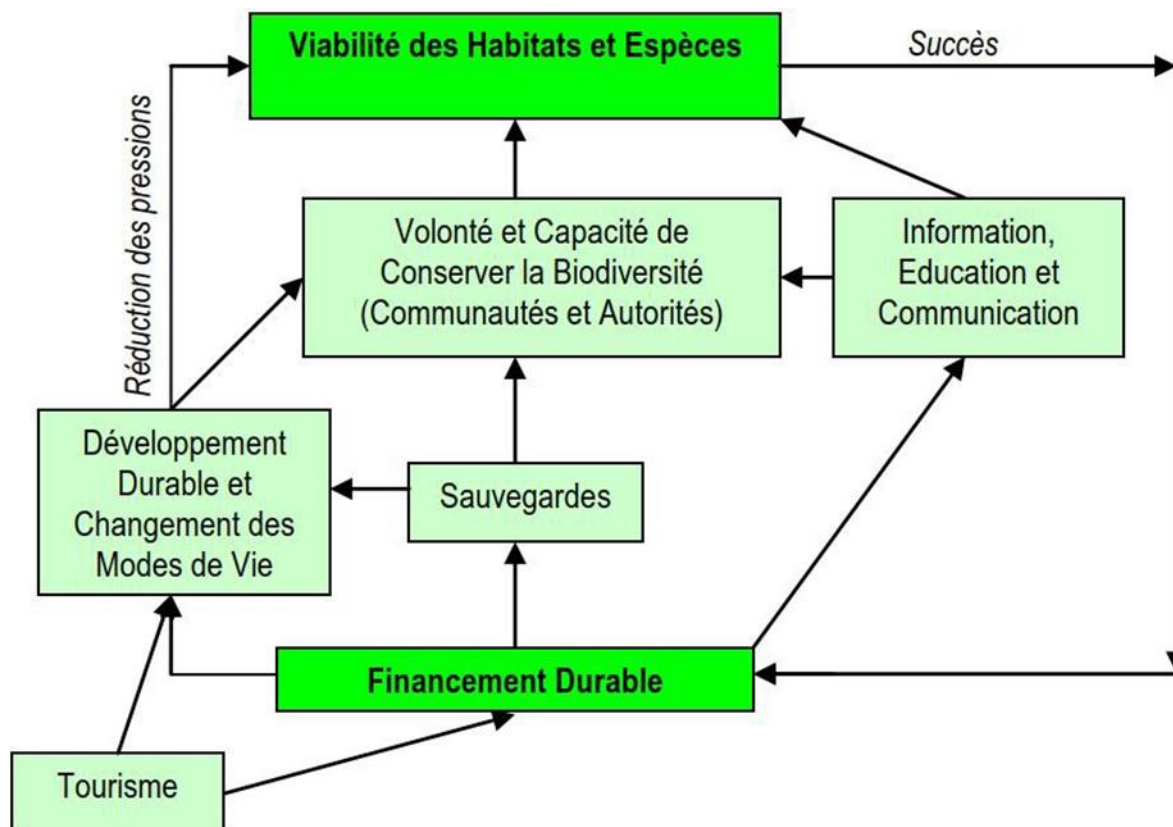 Viabilité des Habitats et Espèces
Succès
Réduction des pressions
Volonté et Capacité de
Conserver la Biodiversité
(Communautés et Autorités)
Information,
Education et
Communication
Développement
Durable et
Changement des
Modes de Vie
Sauvegardes
Financement Durable
Tourisme